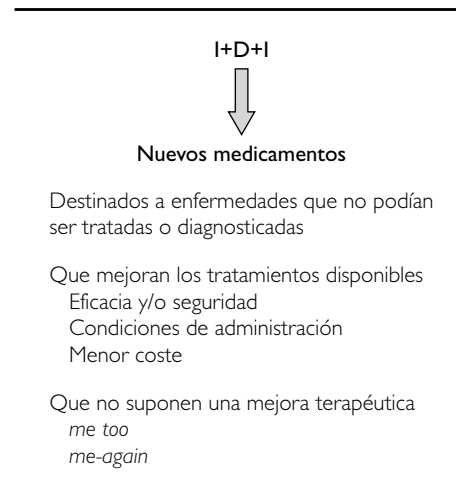 I+D+I
Nuevos medicamentos
Destinados a enfermedades que no podían
ser tratadas o diagnosticadas
Que mejoran los tratamientos disponibles
Eficacia y/o seguridad
Condiciones de administración
Menor coste
Que no suponen una mejora terapéutica
me too
me-again